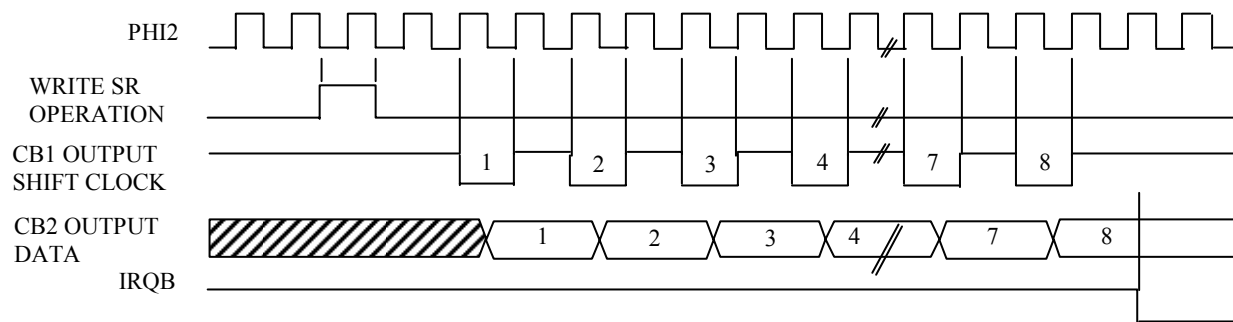 PHI2
WRITE SR
OPERATION
CB1 OUTPUT
SHIFT CLOCK
1 2 3 4 7 8
CB2 OUTPUT
DATA
1 2 3 4 7 8
IRQB